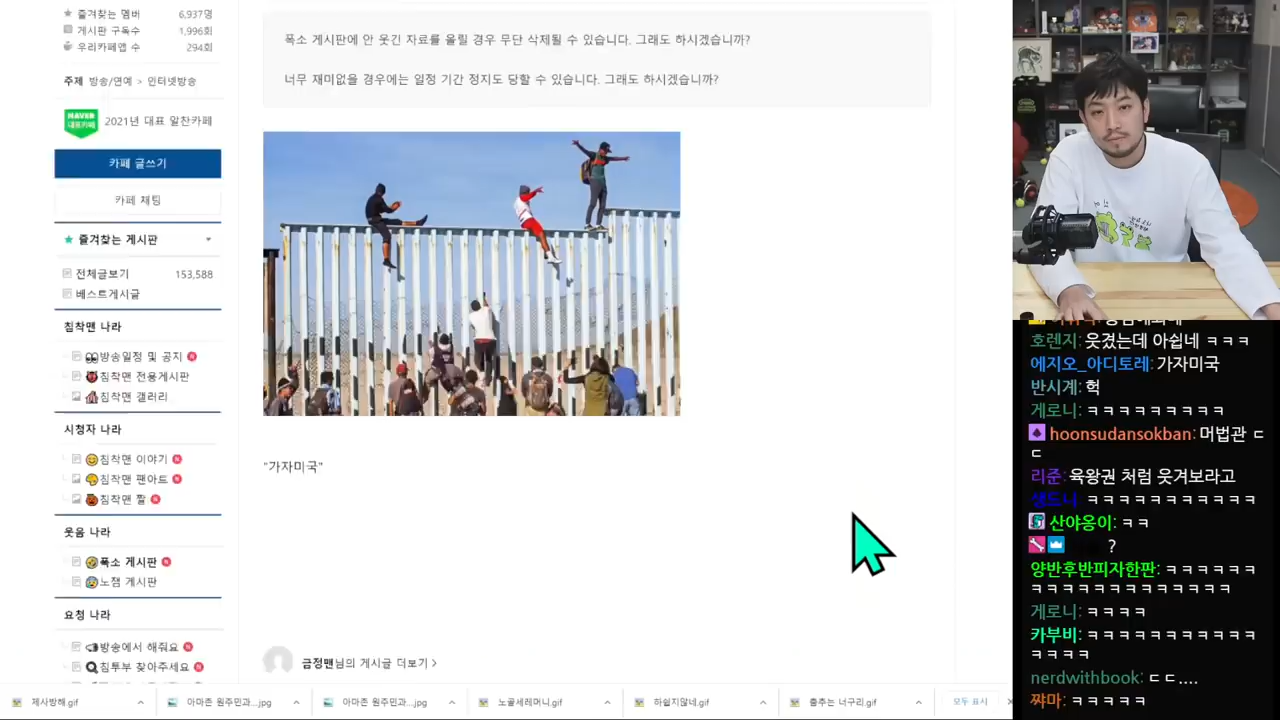 즐겨찾는 멤버 6,937명
게시판 구독수 1,996회
우리카페앱 수 294회
주제 방송/연예 > 인터넷방송
NAVER
대표카페
2021년 대표 알찬카페
카페 글쓰기
카페 채팅
즐겨찾는 게시판
전체글보기 153,588
베스트게시글
침착맨 나라
방송일정 및 공지 N
침착맨 전용게시판
침착맨 갤러리
시청자 나라
침착맨 이야기 N
침착맨 팬아트 N
침착맨 짤 N
웃음 나라
폭소 게시판 N
노잼 게시판
요청 나라
방송에서 해줘요 N
침투부 찾아주세요 N
폭소 게시판에 안 웃긴 자료를 올릴 경우 무단 삭제될 수 있습니다. 그래도 하시겠습니까?
너무 재미없을 경우에는 일정 기간 정지도 당할 수 있습니다. 그래도 하시겠습니까?
"가자미국"
금정맨님의 게시글 더보기 >
제사방해.gif
아마존 원주민과....jpg
아마존 원주민과....jpg
노골세레머니.gif
하쉽지않네.gif
춤추는 너구리.gif
모두 표시
호렌지: 웃겼는데 아쉽네 ㅋㅋㅋ
에지오_아디토레: 가자미국
반시계: 헉
게로니: ㅋㅋㅋㅋㅋㅋㅋㅋㅋ
hoonsudansokban: 머법관 ㄷ
ㄷ
리준: 육왕권 처럼 웃겨보라고
생드니: ㅋㅋㅋㅋㅋㅋㅋㅋㅋㅋㅋ
산야옹이: ㅋㅋ
?
양반후반피자한판: ㅋㅋㅋㅋㅋㅋ
ㅋㅋㅋㅋㅋㅋㅋㅋㅋㅋㅋㅋㅋ
게로니: ㅋㅋㅋㅋ
카부비: ㅋㅋㅋㅋㅋㅋㅋㅋㅋㅋㅋ
ㅋㅋㅋㅋ
nerdwithbook: ㄷㄷ....
쨔마: ㅋㅋㅋㅋㅋ